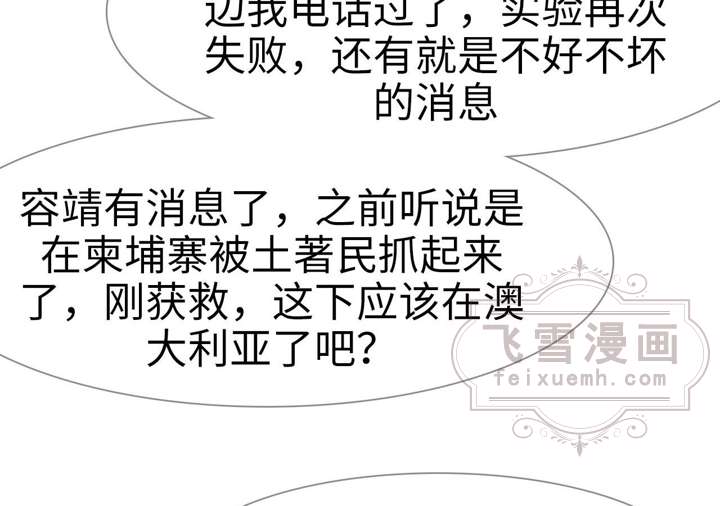 边我电话过了，实验再次
失败，还有就是不好不坏
的消息
容靖有消息了，之前听说是
在柬埔寨被土著民抓起来
了，刚获救，这下应该在澳
大利亚了吧？
飞雪漫画
feixuemh.com